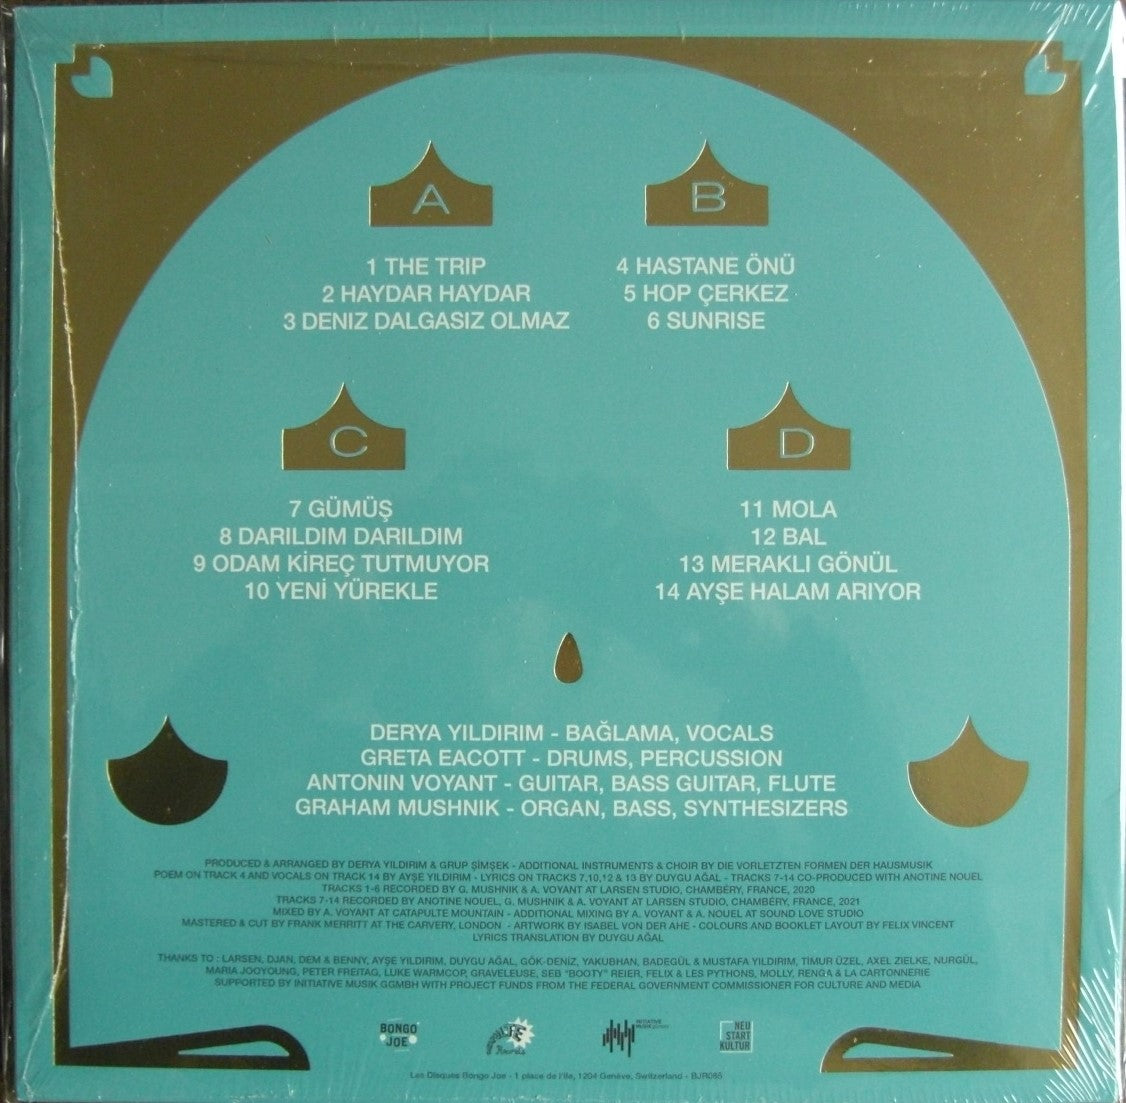 A
B
1 THE TRIP
2 HAYDAR HAYDAR
3 DENIZ DALGASIZ OLMAZ
4 HASTANE ÖNÜ
5 HOP ÇERKEZ
6 SUNRISE
C
D
7 GÜMÜŞ
8 DARILDIM DARILDIM
9 ODAM KİREÇ TUTMUYOR
10 YENİ YÜREKLE
11 MOLA
12 BAL
13 MERAKLI GÖNÜL
14 AYŞE HALAM ARIYOR
DERYA YILDIRIM - BAĞLAMA, VOCALS
GRETA EACOTT - DRUMS, PERCUSSION
ANTONIN VOYANT - GUITAR, BASS GUITAR, FLUTE
GRAHAM MUSHNIK - ORGAN, BASS, SYNTHESIZERS
PRODUCED & ARRANGED BY DERYA YILDIRIM & GRUP ŞİMŞEK - ADDITIONAL INSTRUMENTS & CHOIR BY DIE VORLETZTEN FORMEN DER HAUSMUSIK
POEM ON TRACK 4 AND VOCALS ON TRACK 14 BY AYŞE YILDIRIM - LYRICS ON TRACKS 7,10,12 & 13 BY DUYGU AĞAL - TRACKS 7-14 CO-PRODUCED WITH ANOTINE NOUEL
TRACKS 1-6 RECORDED BY G. MUSHNIK & A. VOYANT AT LARSEN STUDIO, CHAMBÉRY, FRANCE, 2020
TRACKS 7-14 RECORDED BY ANOTINE NOUEL, G. MUSHNIK & A. VOYANT AT LARSEN STUDIO, CHAMBÉRY, FRANCE, 2021
MIXED BY A. VOYANT AT CATAPULTE MOUNTAIN - ADDITIONAL MIXING BY A. VOYANT & A. NOUEL AT SOUND LOVE STUDIO
MASTERED & CUT BY FRANK MERRITT AT THE CARVERY, LONDON - ARTWORK BY ISABEL VON DER AHE - COLOURS AND BOOKLET LAYOUT BY FELIX VINCENT
LYRICS TRANSLATION BY DUYGU AĞAL
THANKS TO : LARSEN, DJAN, DEM & BENNY, AYŞE YILDIRIM, DUYGU AĞAL, GÖK-DENİZ, YAKUBHAN, BADEGÜL & MUSTAFA YILDIRIM, TİMUR ÜZEL, AXEL ZIELKE, NURGÜL,
MARIA JOOYOUNG, PETER FREITAG, LUKE WARMCOP, GRAVELEUSE, SEB "BOOTY" REIER, FELIX & LES PYTHONS, MOLLY, RENGA & LA CARTONNERIE
SUPPORTED BY INITIATIVE MUSIK GGMBH WITH PROJECT FUNDS FROM THE FEDERAL GOVERNMENT COMMISSIONER FOR CULTURE AND MEDIA
BONGO
JOE
Records
INITIATIVE
MUSIK
NEU
START
KULTUR
Les Disques Bongo Joe - 1 place de l'Ile, 1204 Genève, Switzerland - BJR065